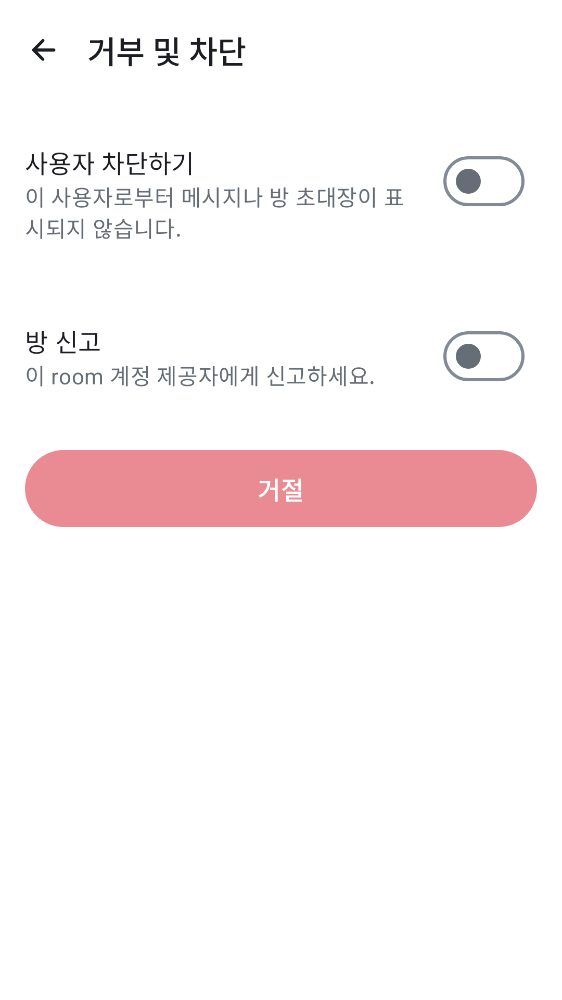 거부 및 차단
사용자 차단하기
이 사용자로부터 메시지나 방 초대장이 표
시되지 않습니다.
방 신고
이 room 계정 제공자에게 신고하세요.
거절